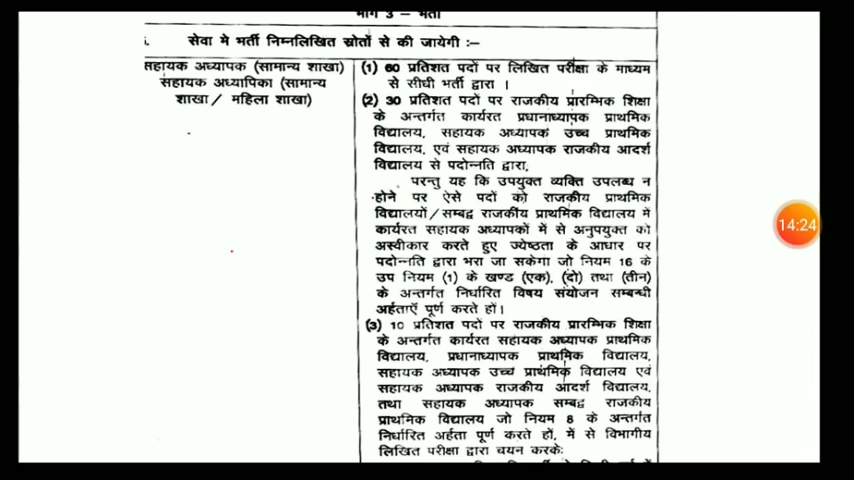 भाग 3 – भर्ती
i. सेवा मे भर्ती निम्नलिखित स्रोतों से की जायेगी :–
सहायक अध्यापक (सामान्य शाखा)
सहायक अध्यापिका (सामान्य
शाखा / महिला शाखा)
(1) 60 प्रतिशत पदों पर लिखित परीक्षा के माध्यम
से सीधी भर्ती द्वारा ।
(2) 30 प्रतिशत पदों पर राजकीय प्रारम्भिक शिक्षा
के अन्तर्गत कार्यरत प्रधानाध्यापक प्राथमिक
विद्यालय, सहायक अध्यापक उच्च प्राथमिक
विद्यालय, एवं सहायक अध्यापक राजकीय आदर्श
विद्यालय से पदोन्नति द्वारा,
परन्तु यह कि उपयुक्त व्यक्ति उपलब्ध न
होने पर ऐसे पदों को राजकीय प्राथमिक
विद्यालयों/सम्बद्ध राजकीय प्राथमिक विद्यालय में
कार्यरत सहायक अध्यापकों में से अनुपयुक्त को
अस्वीकार करते हुए ज्येष्ठता के आधार पर
पदोन्नति द्वारा भरा जा सकेगा जो नियम 16 के
उप नियम (1) के खण्ड (एक), (दो) तथा (तीन)
के अन्तर्गत निर्धारित विषय संयोजन सम्बन्धी
अर्हताऐं पूर्ण करते हों।
(3) 10 प्रतिशत पदों पर राजकीय प्रारम्भिक शिक्षा
के अन्तर्गत कार्यरत सहायक अध्यापक प्राथमिक
विद्यालय, प्रधानाध्यापक प्राथमिक विद्यालय,
सहायक अध्यापक उच्च प्राथमिक विद्यालय एवं
सहायक अध्यापक राजकीय आदर्श विद्यालय,
तथा सहायक अध्यापक सम्बद्व राजकीय
प्राथमिक विद्यालय जो नियम 8 के अन्तर्गत
निर्धारित अर्हता पूर्ण करते हों, में से विभागीय
लिखित परीक्षा द्वारा चयन करकेः
14:24